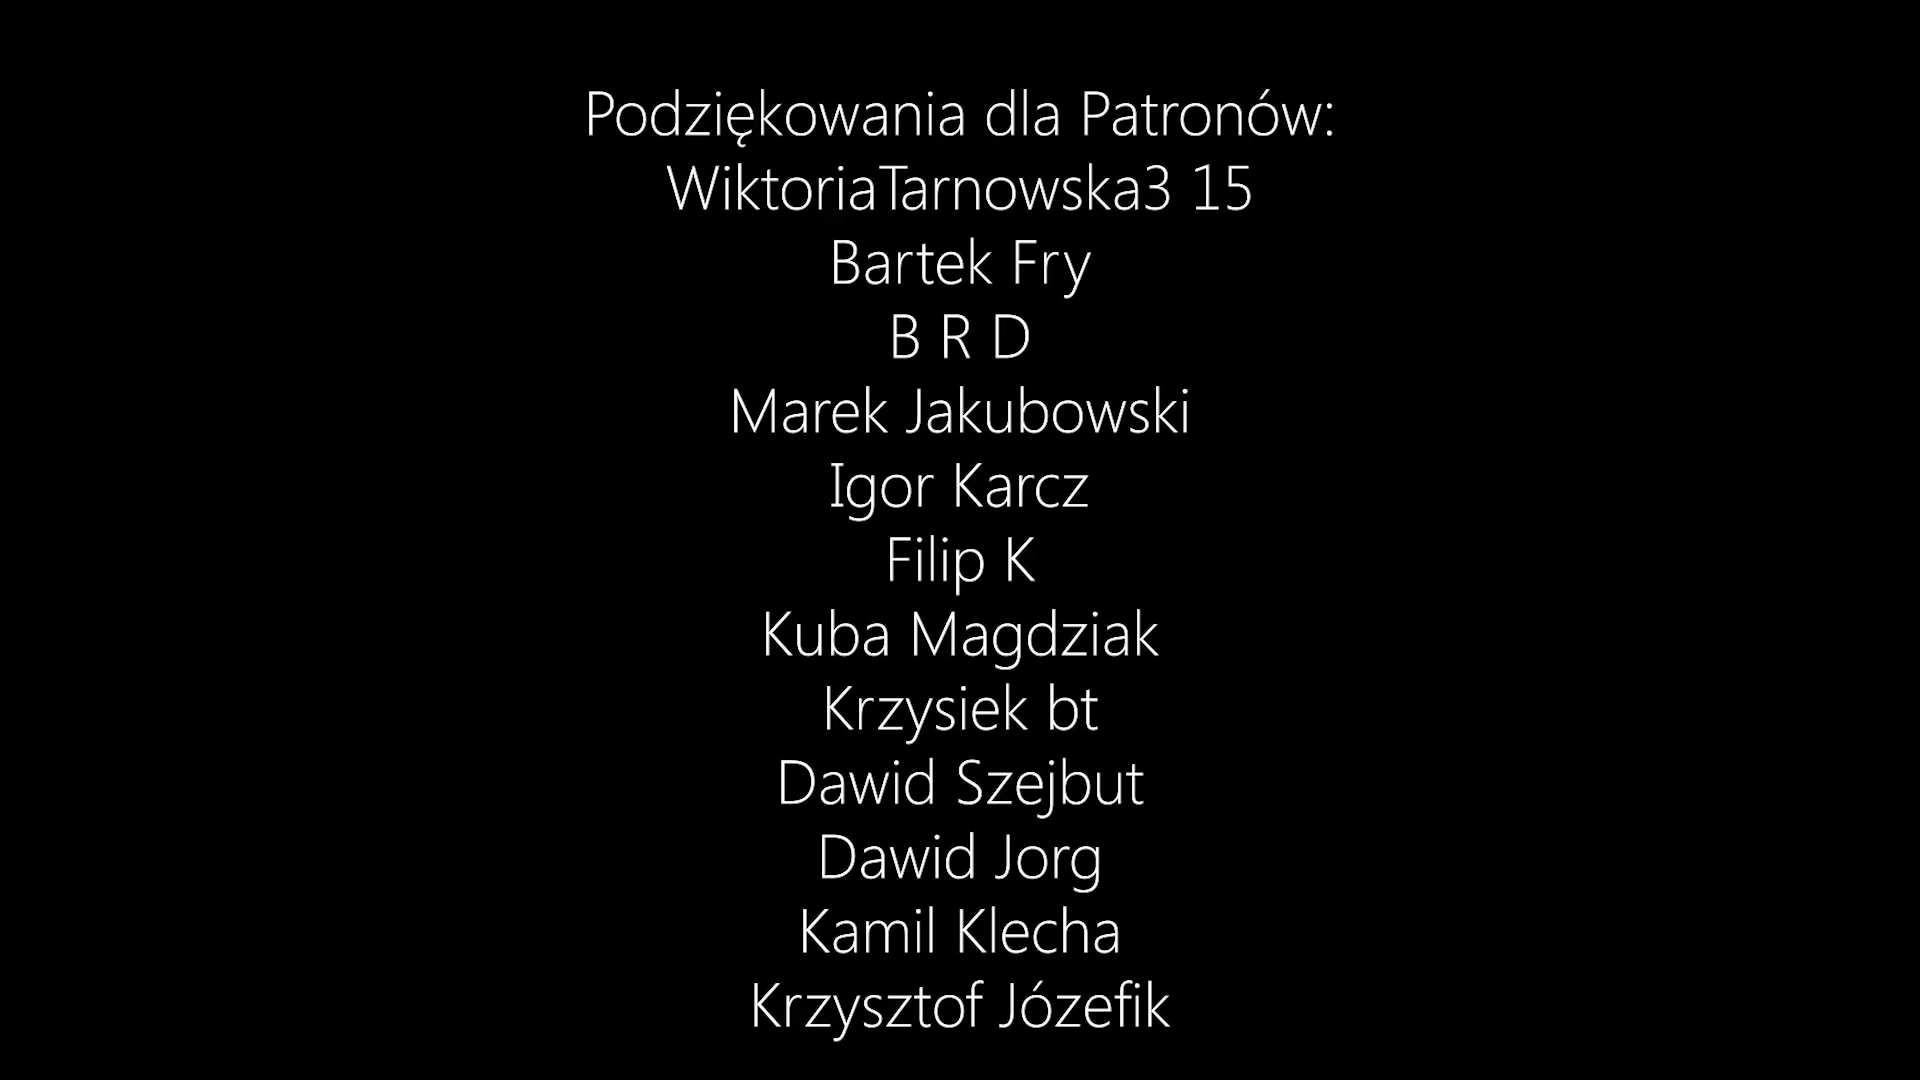 Podziękowania dla Patronów:
WiktoriaTarnowska3 15
Bartek Fry
B R D
Marek Jakubowski
Igor Karcz
Filip K
Kuba Magdziak
Krzysiek bt
Dawid Szejbut
Dawid Jorg
Kamil Klecha
Krzysztof Józefik